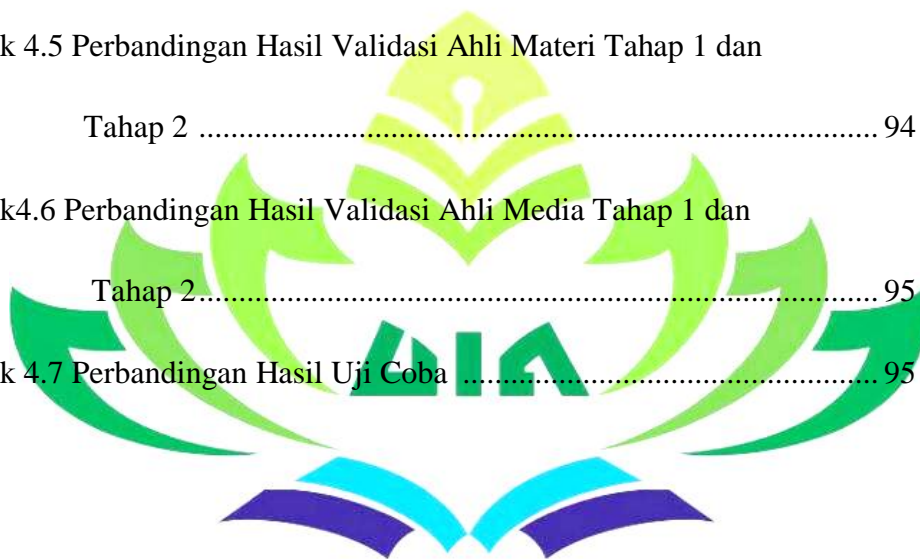 k 4.5 Perbandingan Hasil Validasi Ahli Materi Tahap 1 dan
Tahap 2 ................................................................................... 94
k4.6 Perbandingan Hasil Validasi Ahli Media Tahap 1 dan
Tahap 2................................................................................... 95
k 4.7 Perbandingan Hasil Uji Coba ................................................... 95
UIN